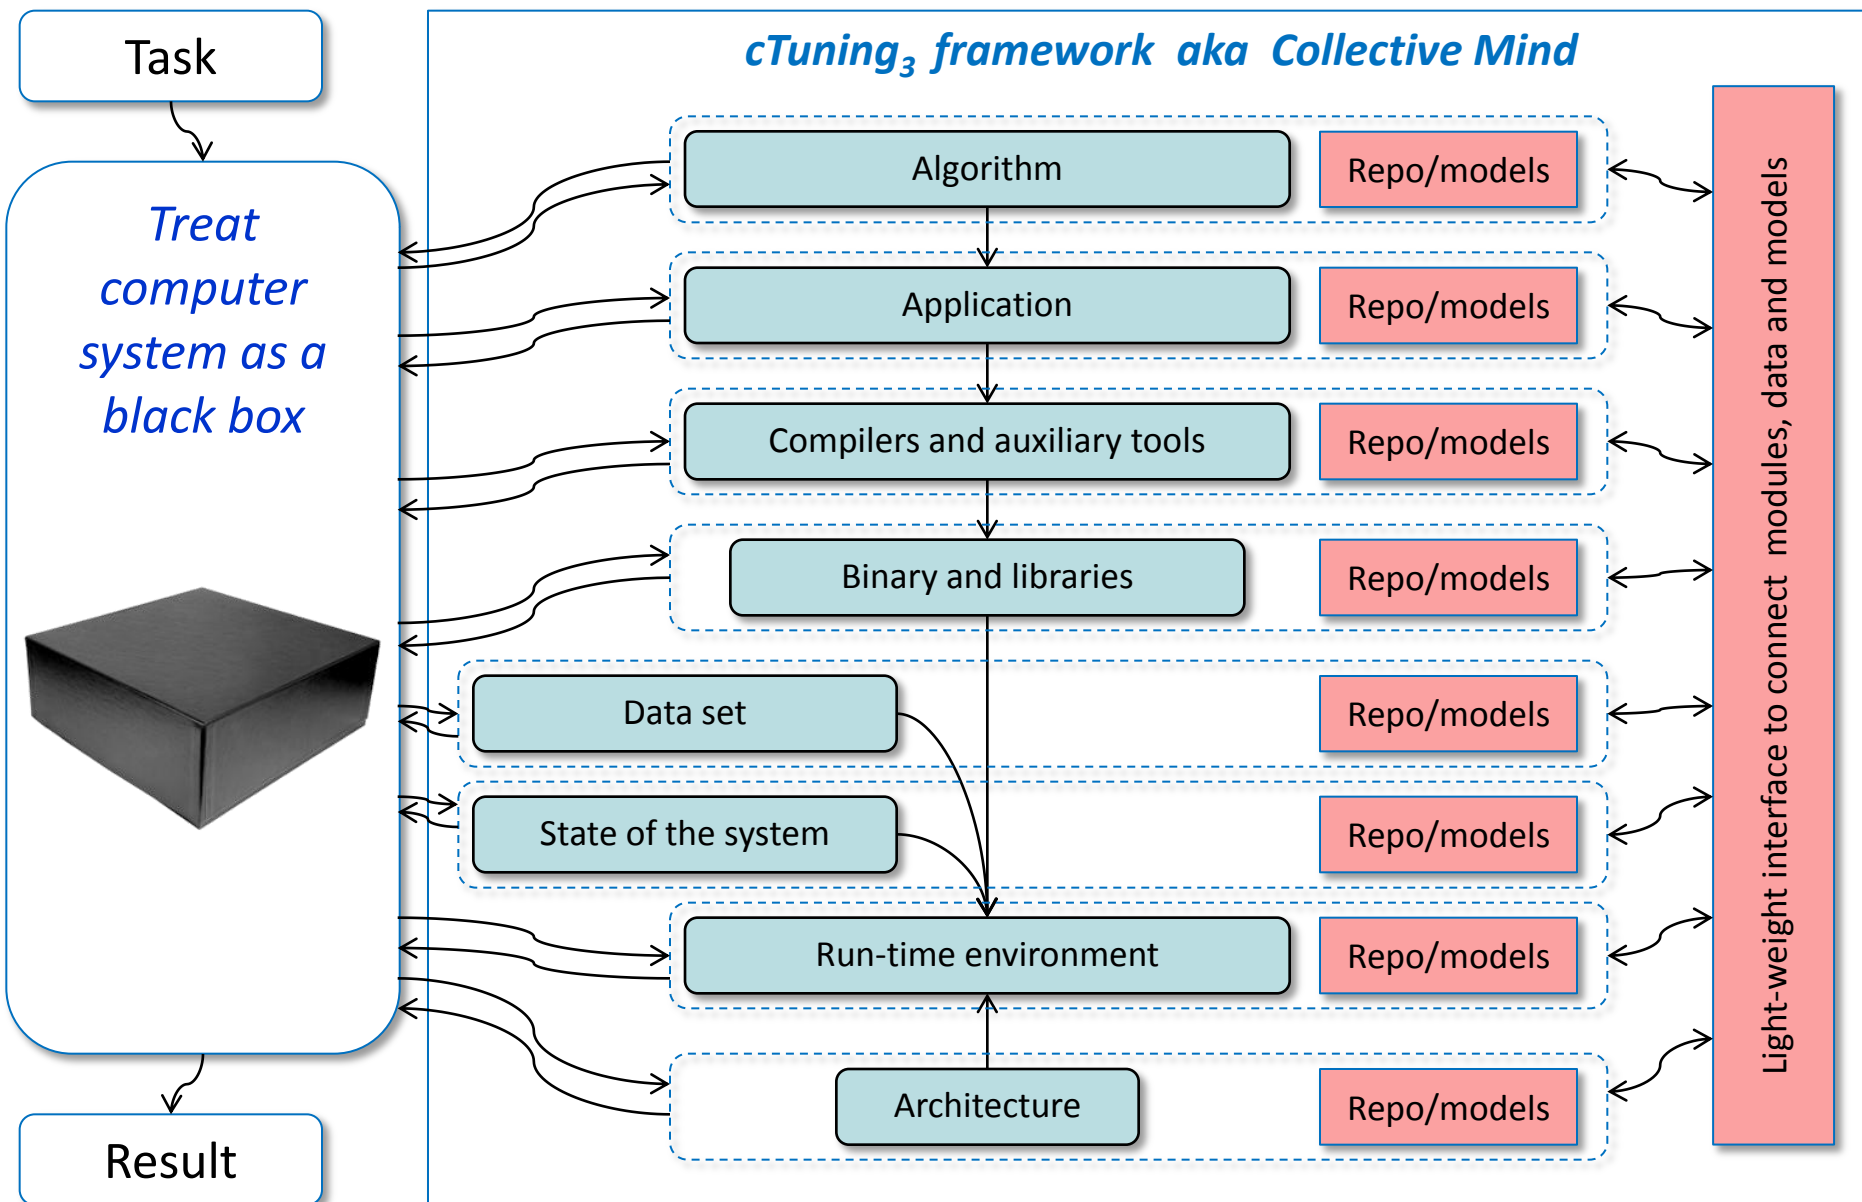 Task
Treat
computer
system as a
black box
Result
cTuning₃ framework aka Collective Mind
Algorithm
Repo/models
Application
Repo/models
Compilers and auxiliary tools
Repo/models
Binary and libraries
Repo/models
Data set
Repo/models
State of the system
Repo/models
Run-time environment
Repo/models
Architecture
Repo/models
Light-weight interface to connect modules, data and models